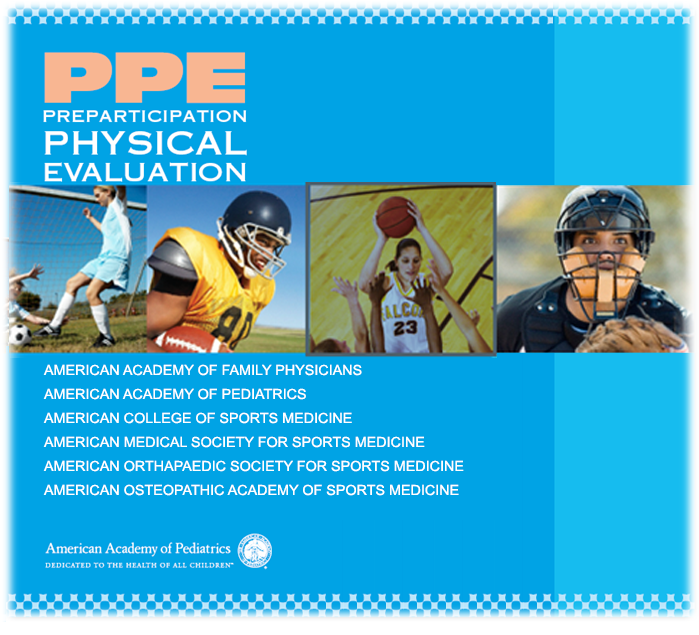 PPE
PREPARTICIPATION
PHYSICAL
EVALUATION
23
AMERICAN ACADEMY OF FAMILY PHYSICIANS
AMERICAN ACADEMY OF PEDIATRICS
AMERICAN COLLEGE OF SPORTS MEDICINE
AMERICAN MEDICAL SOCIETY FOR SPORTS MEDICINE
AMERICAN ORTHAPAEDIC SOCIETY FOR SPORTS MEDICINE
AMERICAN OSTEOPATHIC ACADEMY OF SPORTS MEDICINE
American Academy of Pediatrics
DEDICATED TO THE HEALTH OF ALL CHILDREN™